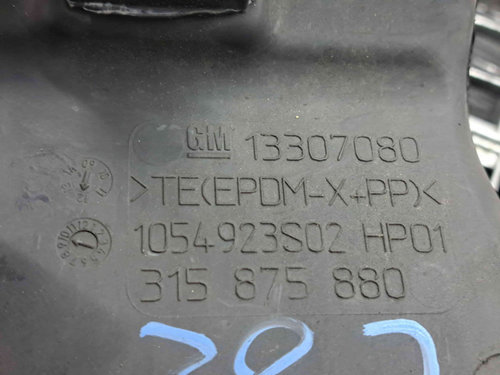 GM 13307080
>TE(EPDM-X+PP)<
1054923S02 HP01
315 875 880